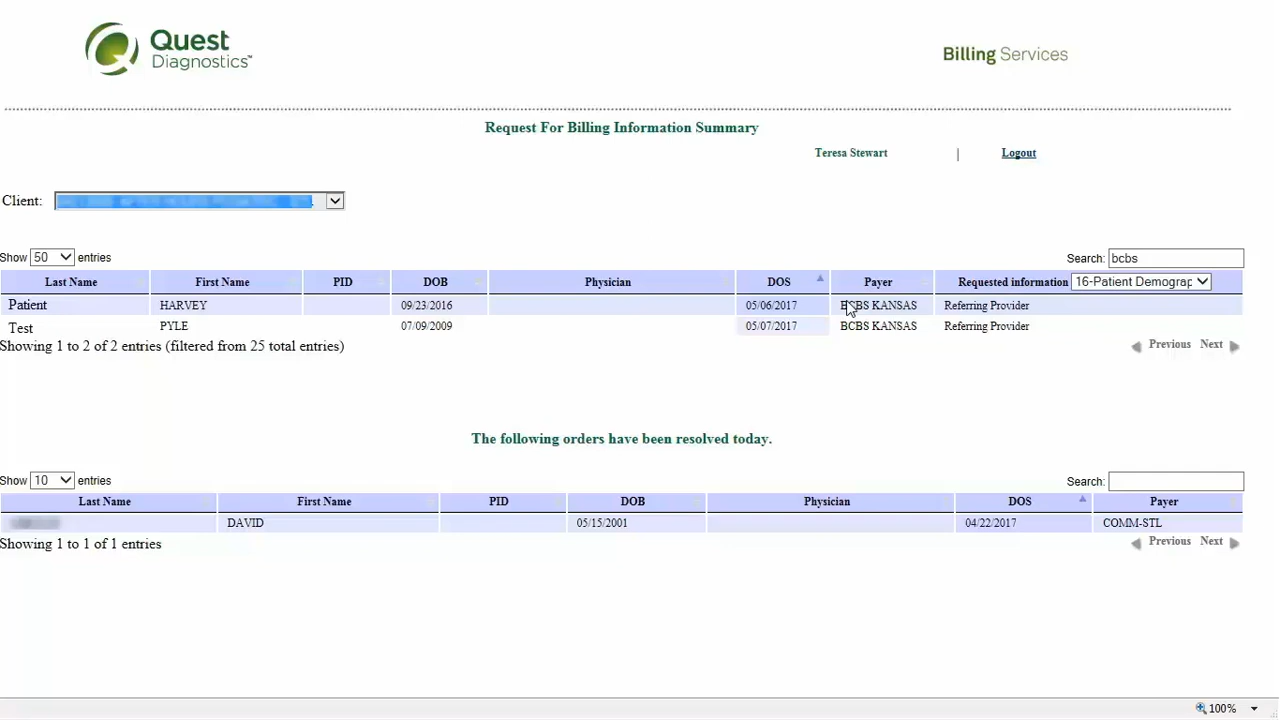 Quest
Diagnostics™
Billing Services
Request For Billing Information Summary
Teresa Stewart | Logout
Client:
Show 50 entries Search: bcbs
Last Name First Name PID DOB Physician DOS Payer Requested information 16-Patient Demograp
Patient HARVEY 09/23/2016 05/06/2017 BCBS KANSAS Referring Provider
Test PYLE 07/09/2009 05/07/2017 BCBS KANSAS Referring Provider
Showing 1 to 2 of 2 entries (filtered from 25 total entries) Previous Next
The following orders have been resolved today.
Show 10 entries Search:
Last Name First Name PID DOB Physician DOS Payer
DAVID 05/15/2001 04/22/2017 COMM-STL
Showing 1 to 1 of 1 entries Previous Next
100%